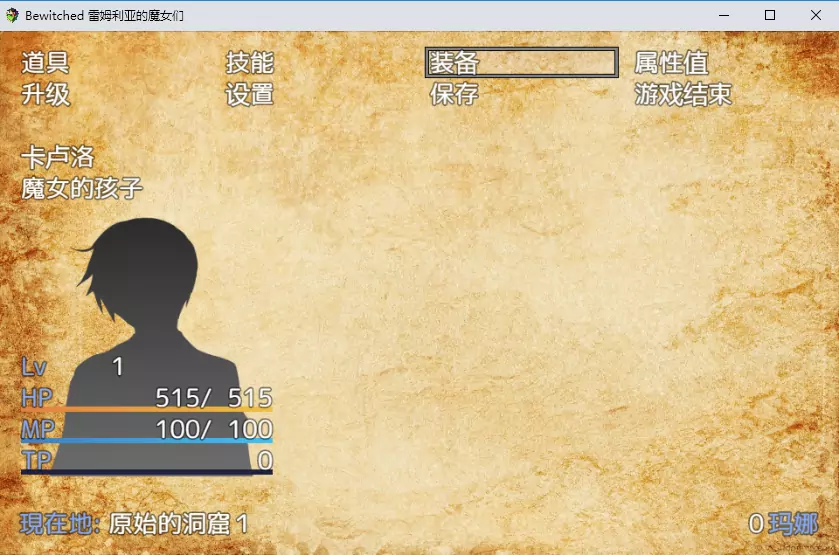 Bewitched 雷姆利亚的魔女们
道具 技能 装备 属性值
升级 设置 保存 游戏结束
卡卢洛
魔女的孩子
Lv 1
HP 515/ 515
MP 100/ 100
TP 0
現在地: 原始的洞窟１ 0 玛娜